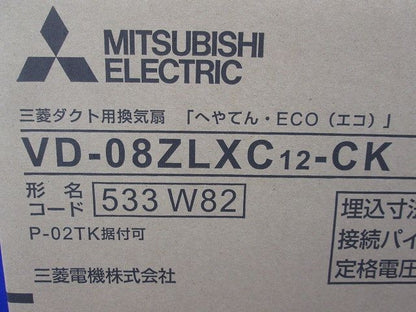 MITSUBISHI
ELECTRIC
三菱ダクト用換気扇 「へやてん・ECO（エコ）」
VD-08ZLXC12-CK
形 名
コード 533 W82
P-02TK据付可
三菱電機株式会社
埋込寸
接続パイ
定格電圧